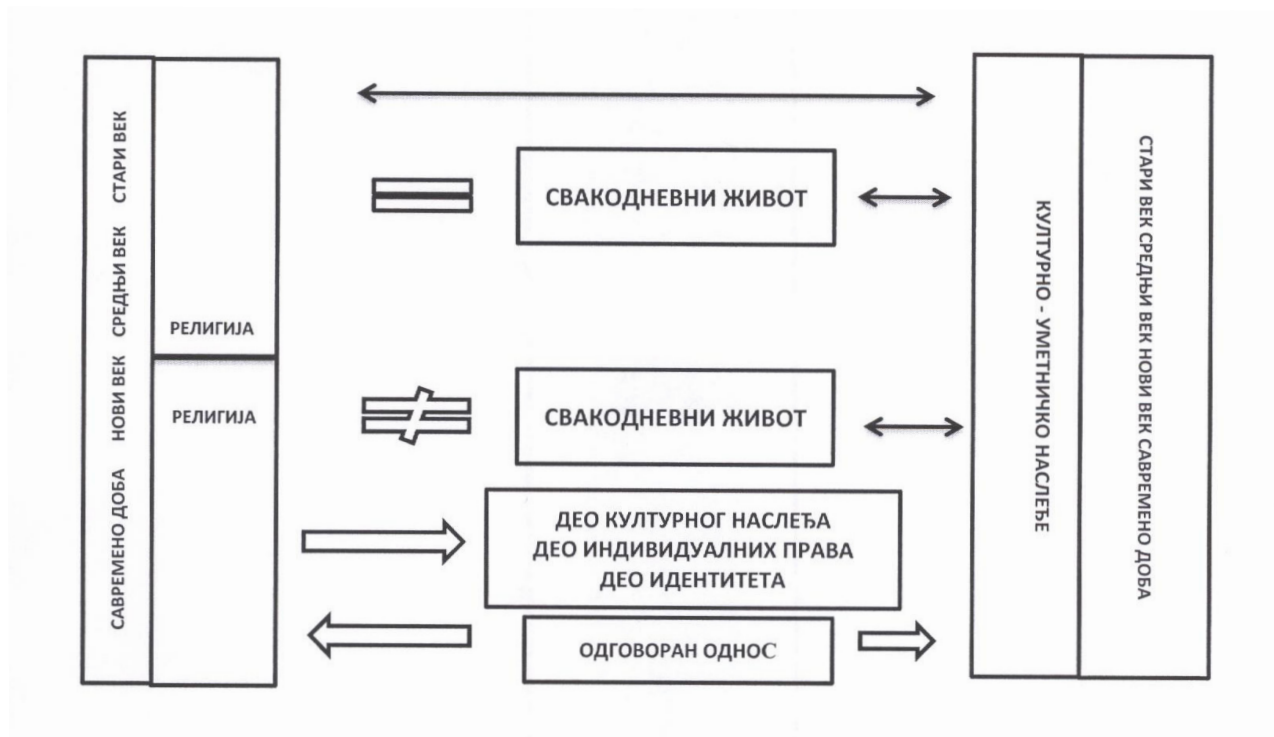 САВРЕМЕНО ДОБА НОВИ ВЕК СРЕДЊИ ВЕК СТАРИ ВЕК
РЕЛИГИЈА
РЕЛИГИЈА
СВАКОДНЕВНИ ЖИВОТ
СВАКОДНЕВНИ ЖИВОТ
ДЕО КУЛТУРНОГ НАСЛЕЂА
ДЕО ИНДИВИДУАЛНИХ ПРАВА
ДЕО ИДЕНТИТЕТА
ОДГОВОРАН ОДНОС
КУЛТУРНО - УМЕТНИЧКО НАСЛЕЂЕ
СТАРИ ВЕК СРЕДЊИ ВЕК НОВИ ВЕК САВРЕМЕНО ДОБА